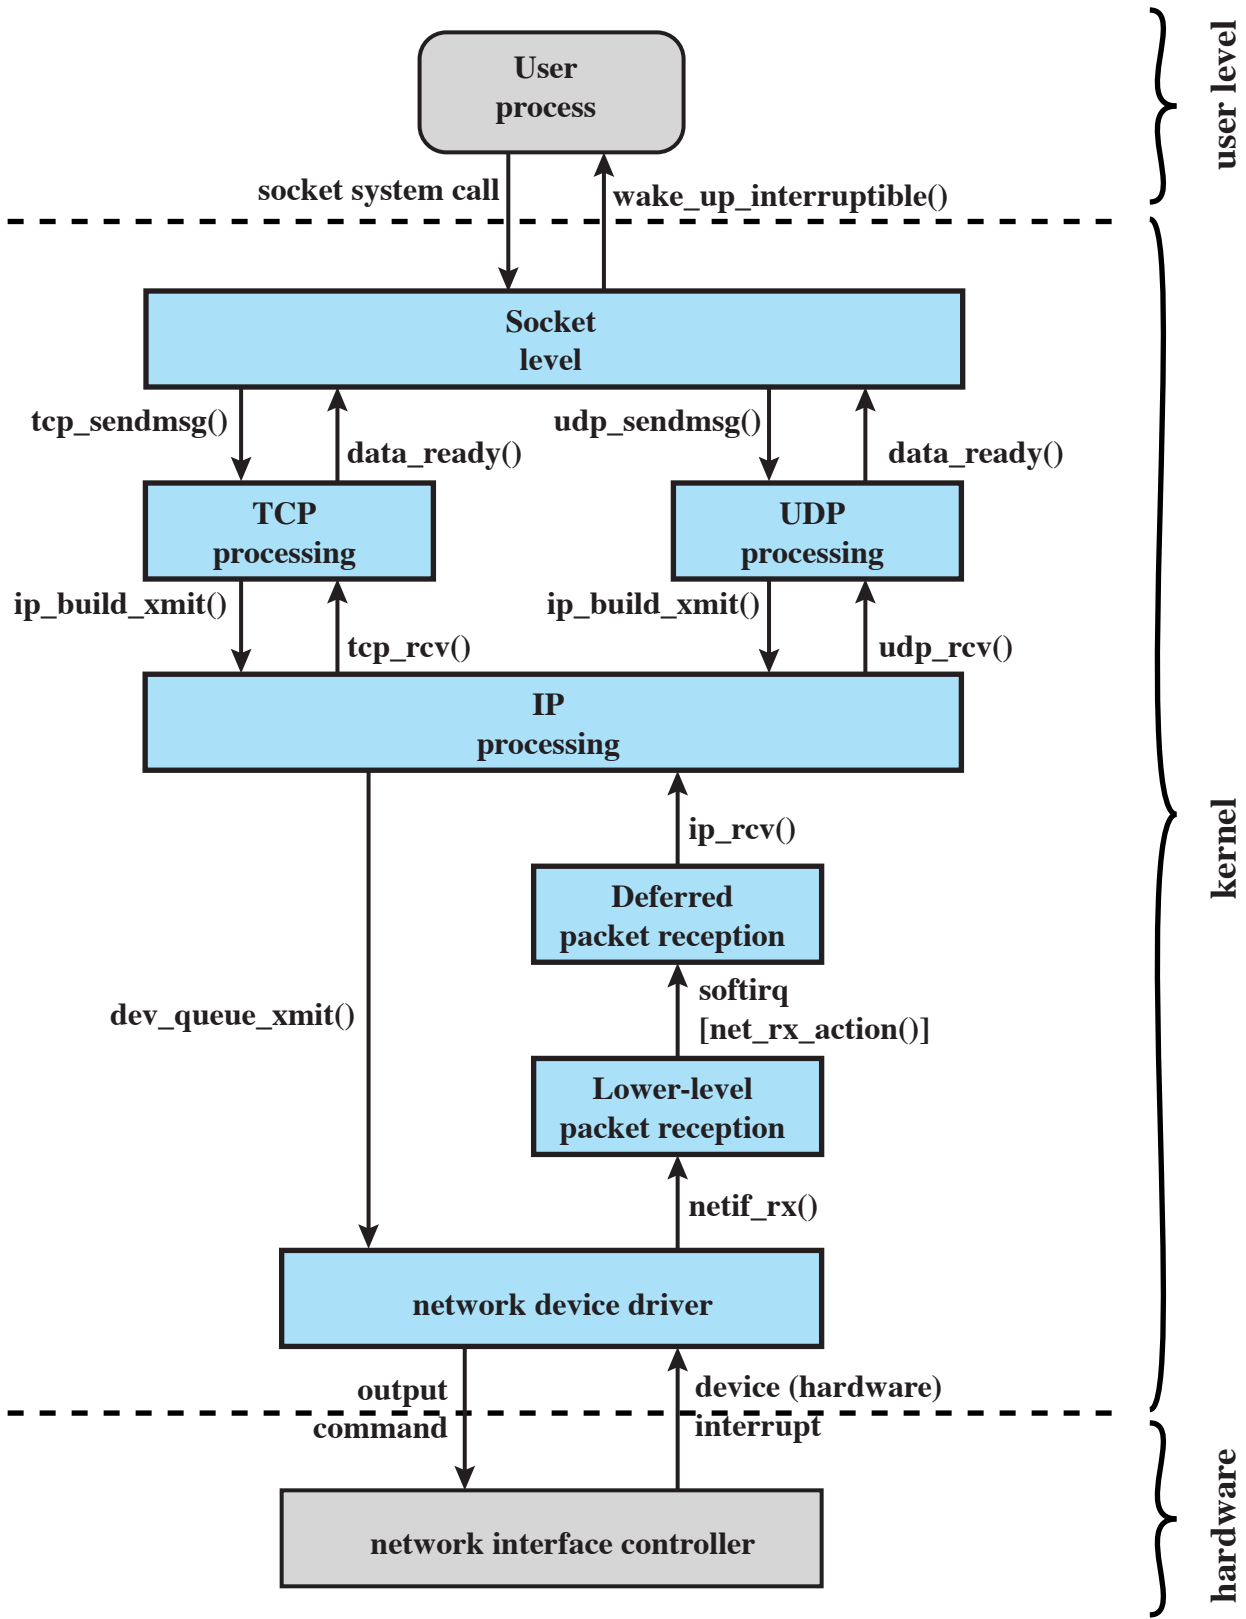 User
process
user level
socket system call
wake_up_interruptible()
Socket
level
tcp_sendmsg()
data_ready()
udp_sendmsg()
data_ready()
TCP
processing
UDP
processing
ip_build_xmit()
tcp_rcv()
ip_build_xmit()
udp_rcv()
IP
processing
kernel
ip_rcv()
Deferred
packet reception
dev_queue_xmit()
softirq
[net_rx_action()]
Lower-level
packet reception
netif_rx()
network device driver
output
command
device (hardware)
interrupt
network interface controller
hardware